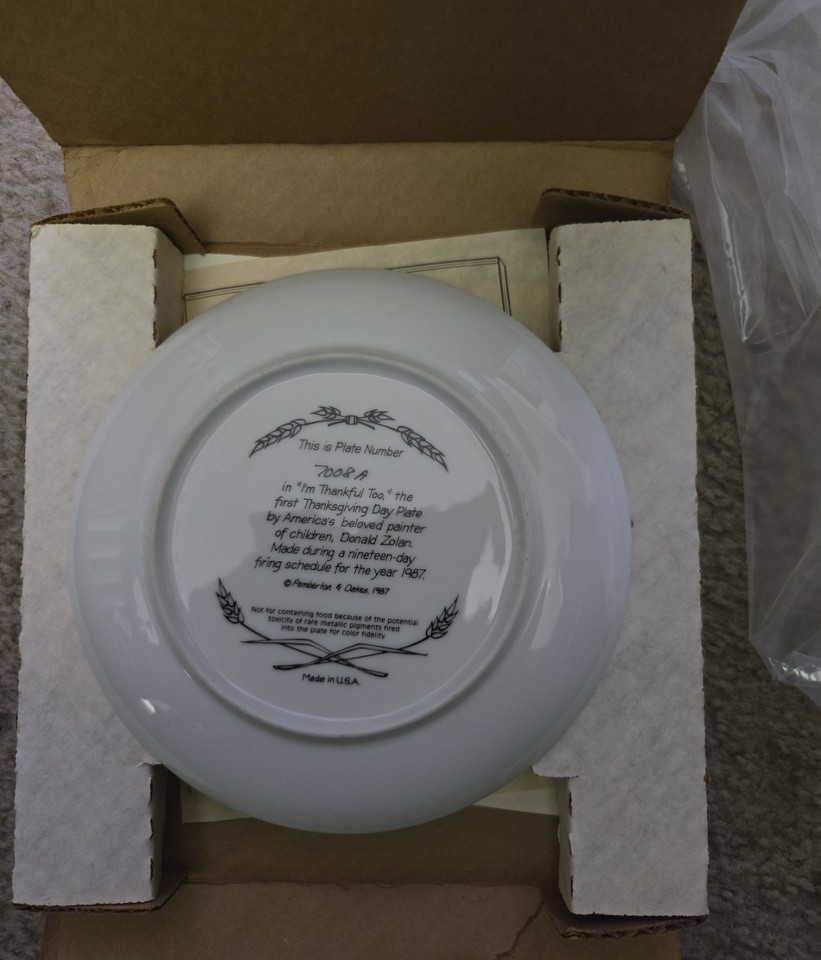 This is Plate Number
7008 A
in "I'm Thankful Too," the
first Thanksgiving Day Plate
by America's beloved painter
of children, Donald Zolan.
Made during a nineteen-day
firing schedule for the year 1987.
© Pemberton & Oakes, 1987
Not for containing food because of the potential
toxicity of rare metallic pigments fired
into the plate for color fidelity
Made in U.S.A.